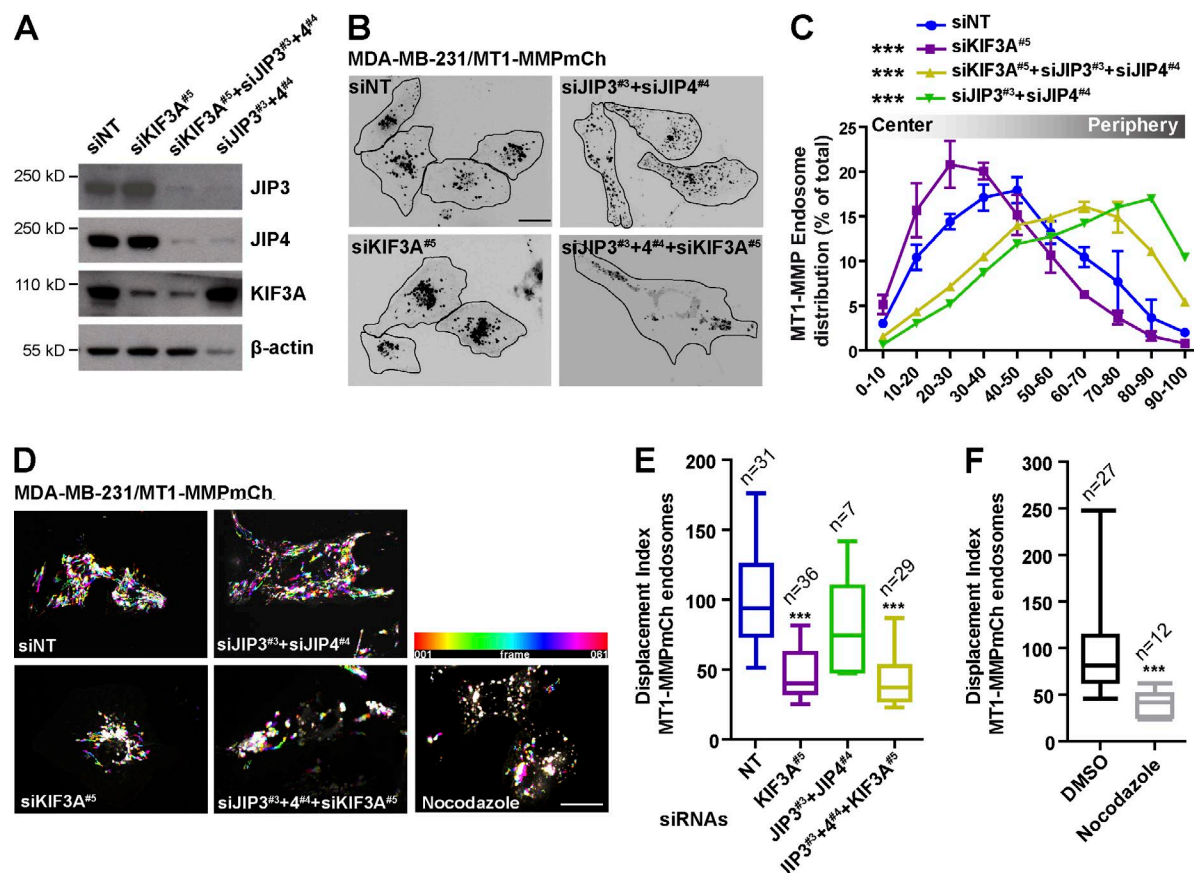 A
siNT
siKIF3A#5
siKIF3A#5+siJIP3#3+4#4
siJIP3#3+4#4
250 kD
JIP3
250 kD
JIP4
110 kD
KIF3A
55 kD
β-actin
B
MDA-MB-231/MT1-MMPmCh
siNT
siJIP3#3+siJIP4#4
siKIF3A#5
siJIP3#3+4#4+siKIF3A#5
C
siNT
*** siKIF3A#5
*** siKIF3A#5+siJIP3#3+siJIP4#4
*** siJIP3#3+siJIP4#4
Center Periphery
MT1-MMP Endosome
distribution (% of total)
25
20
15
10
5
0
0-10
10-20
20-30
30-40
40-50
50-60
60-70
70-80
80-90
90-100
D
MDA-MB-231/MT1-MMPmCh
siNT
siJIP3#3+siJIP4#4
001 frame 061
siKIF3A#5
siJIP3#3+4#4+siKIF3A#5
Nocodazole
E
Displacement Index
MT1-MMPmCh endosomes
200
150
100
50
0
n=31
n=36
***
n=7
n=29
***
siRNAs
NT
KIF3A#5
JIP3#3+JIP4#4
IIP3#3+4#4+KIF3A#5
F
Displacement Index
MT1-MMPmCh endosomes
300
250
200
150
100
50
0
n=27
n=12
***
DMSO
Nocodazole